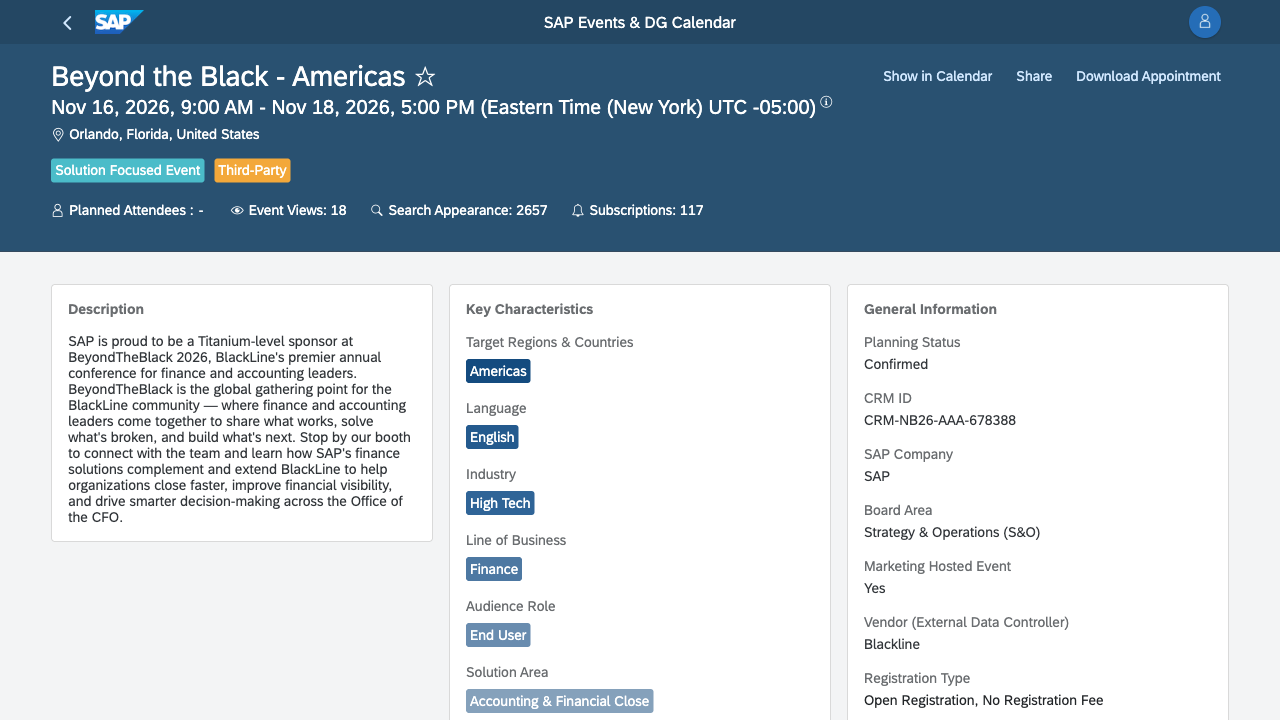 SAP
SAP Events & DG Calendar
Beyond the Black - Americas
Show in Calendar
Share
Download Appointment
Nov 16, 2026, 9:00 AM - Nov 18, 2026, 5:00 PM (Eastern Time (New York) UTC -05:00)
Orlando, Florida, United States
Solution Focused Event
Third-Party
Planned Attendees : -
Event Views: 18
Search Appearance: 2657
Subscriptions: 117
Description
SAP is proud to be a Titanium-level sponsor at
BeyondTheBlack 2026, BlackLine's premier annual
conference for finance and accounting leaders.
BeyondTheBlack is the global gathering point for the
BlackLine community — where finance and accounting
leaders come together to share what works, solve
what's broken, and build what's next. Stop by our booth
to connect with the team and learn how SAP's finance
solutions complement and extend BlackLine to help
organizations close faster, improve financial visibility,
and drive smarter decision-making across the Office of
the CFO.
Key Characteristics
Target Regions & Countries
Americas
Language
English
Industry
High Tech
Line of Business
Finance
Audience Role
End User
Solution Area
Accounting & Financial Close
General Information
Planning Status
Confirmed
CRM ID
CRM-NB26-AAA-678388
SAP Company
SAP
Board Area
Strategy & Operations (S&O)
Marketing Hosted Event
Yes
Vendor (External Data Controller)
Blackline
Registration Type
Open Registration, No Registration Fee